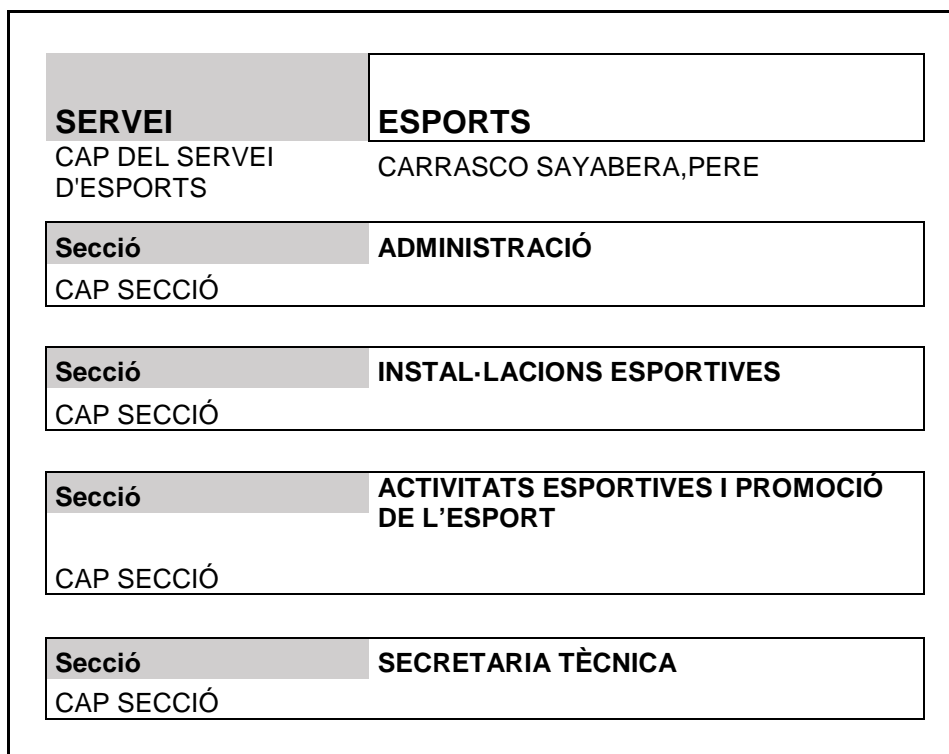 SERVEI ESPORTS
CAP DEL SERVEI
D'ESPORTS
CARRASCO SAYABERA,PERE
Secció ADMINISTRACIÓ
CAP SECCIÓ
Secció INSTAL·LACIONS ESPORTIVES
CAP SECCIÓ
Secció
ACTIVITATS ESPORTIVES I PROMOCIÓ
DE L’ESPORT
CAP SECCIÓ
Secció SECRETARIA TÈCNICA
CAP SECCIÓ